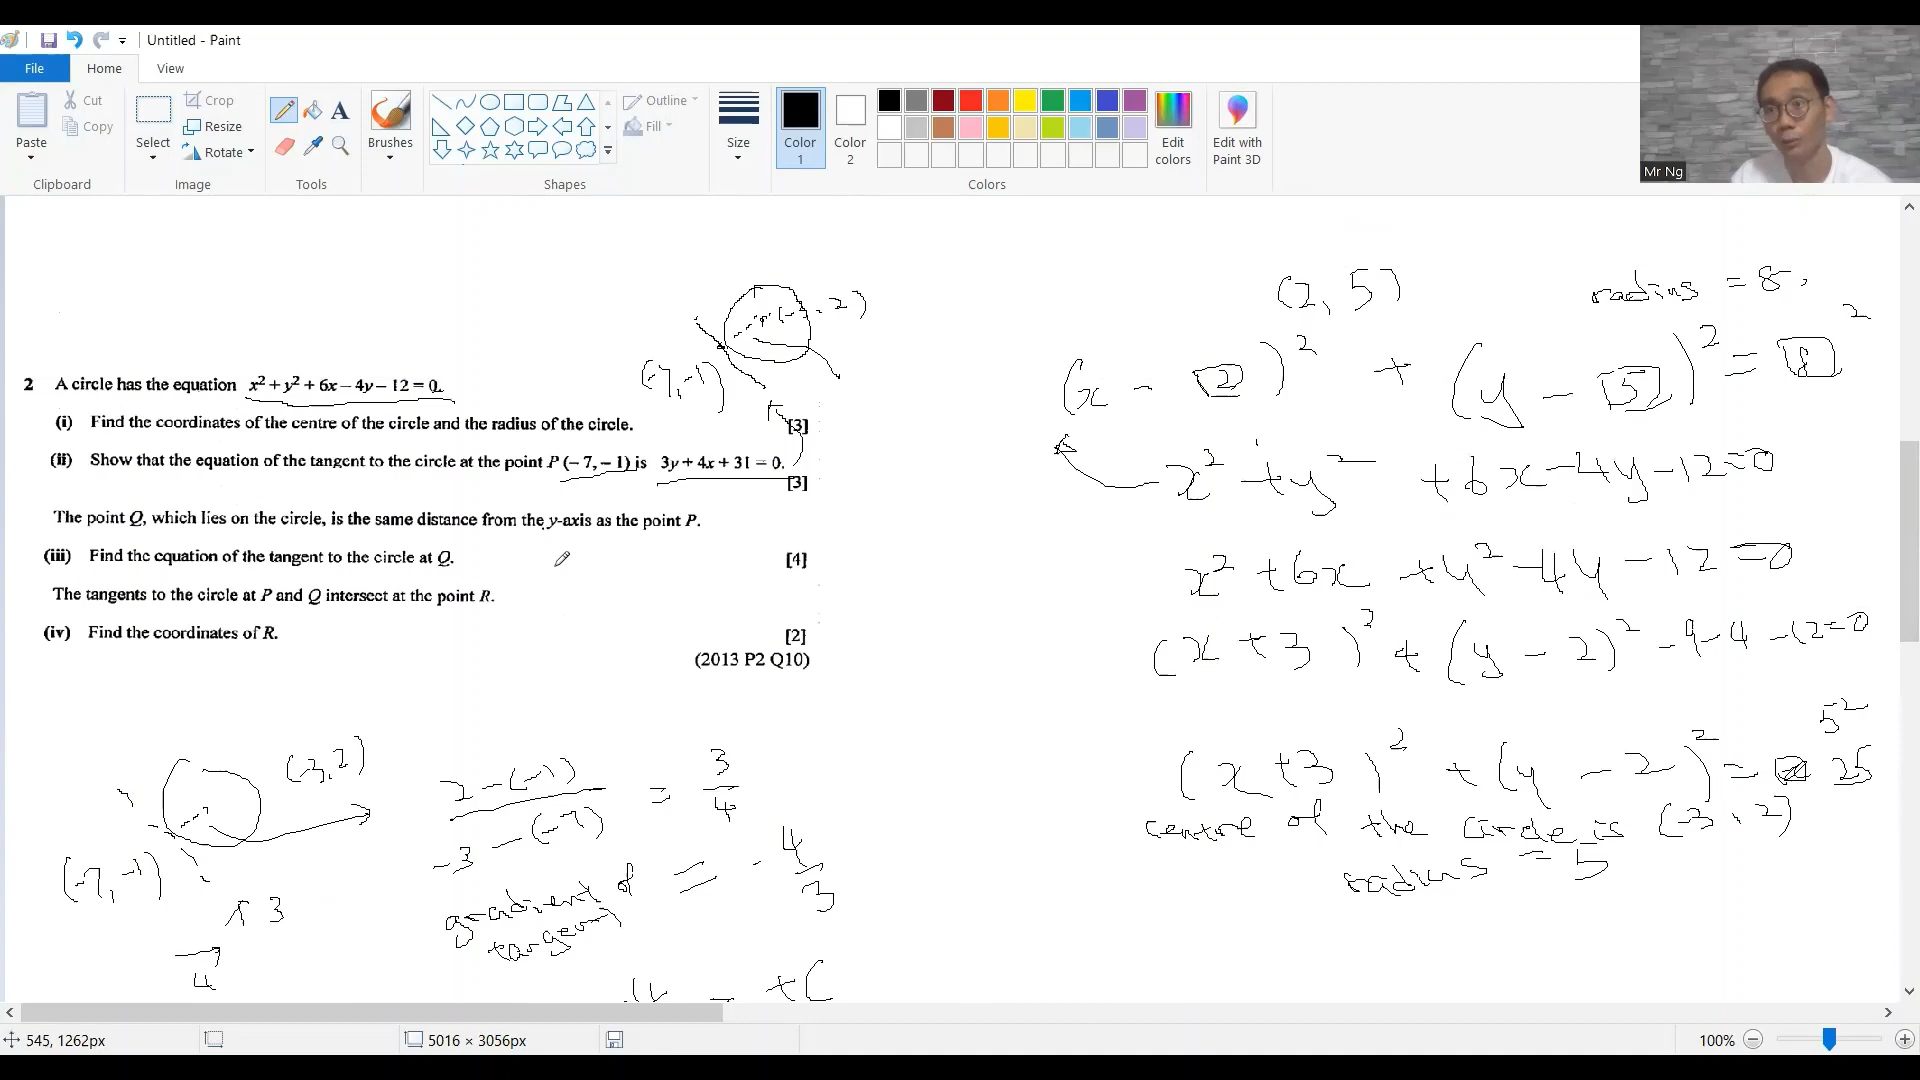 Untitled - Paint
Mr Ng
File Home View
Paste
Cut
Copy
Clipboard
Select
Crop
Resize
Rotate
Image
Tools
Brushes
Shapes
Outline
Fill
Size
Color 1
Color 2
Colors
Edit colors
Edit with Paint 3D
2 A circle has the equation x² + y² + 6x – 4y – 12 = 0.
(i) Find the coordinates of the centre of the circle and the radius of the circle. [3]
(ii) Show that the equation of the tangent to the circle at the point P (– 7, – 1) is 3y + 4x + 31 = 0. [3]
The point Q, which lies on the circle, is the same distance from the y-axis as the point P.
(iii) Find the equation of the tangent to the circle at Q. [4]
The tangents to the circle at P and Q intersect at the point R.
(iv) Find the coordinates of R. [2]
(2013 P2 Q10)
(-7, -1)
(2, 5) radius = 8
(x - 2)² + (y - 5)² = 8²
x² + y² + 6x - 4y - 12 = 0
x² + 6x + y² - 4y - 12 = 0
(x + 3)² + (y - 2)² - 9 - 4 - 12 = 0
5²
(x + 3)² + (y - 2)² = 25
centre of the circle is (-3, 2)
radius = 5
(-3, 2)
(-7, -1)
3
4
2 - (-1)
-3 - (-7)
= 3/4
gradient of tangent = - 4/3
545, 1262px
5016 × 3056px
100%